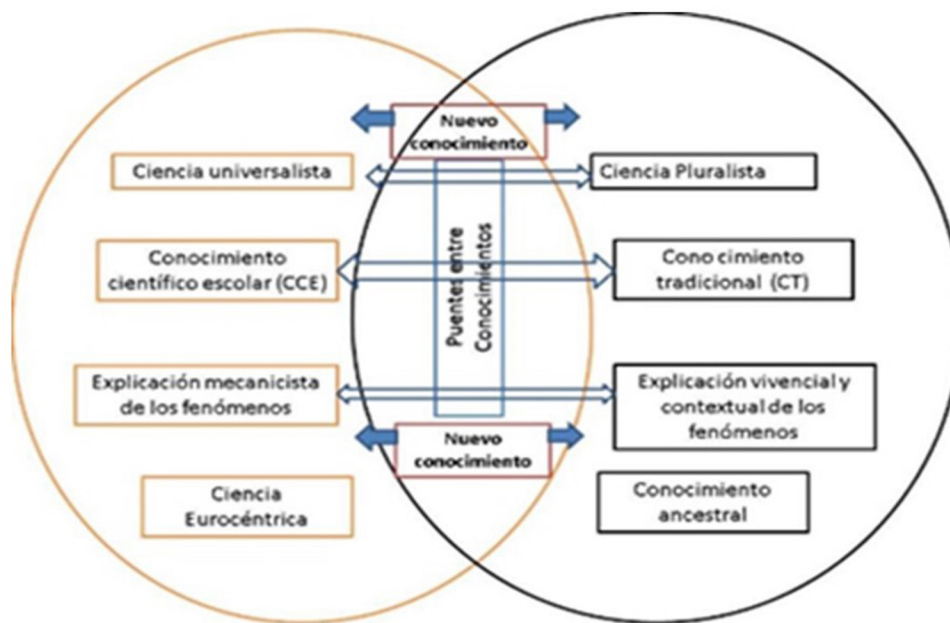 Nuevo
conocimiento
Ciencia universalista
Ciencia Pluralista
Conocimiento
científico escolar (CCE)
Puentes entre
Conocimientos
Cono cimiento
tradicional (CT)
Explicación mecanicista
de los fenómenos
Explicación vivencial y
contextual de los
fenómenos
Nuevo
conocimiento
Ciencia
Eurocéntrica
Conocimiento
ancestral